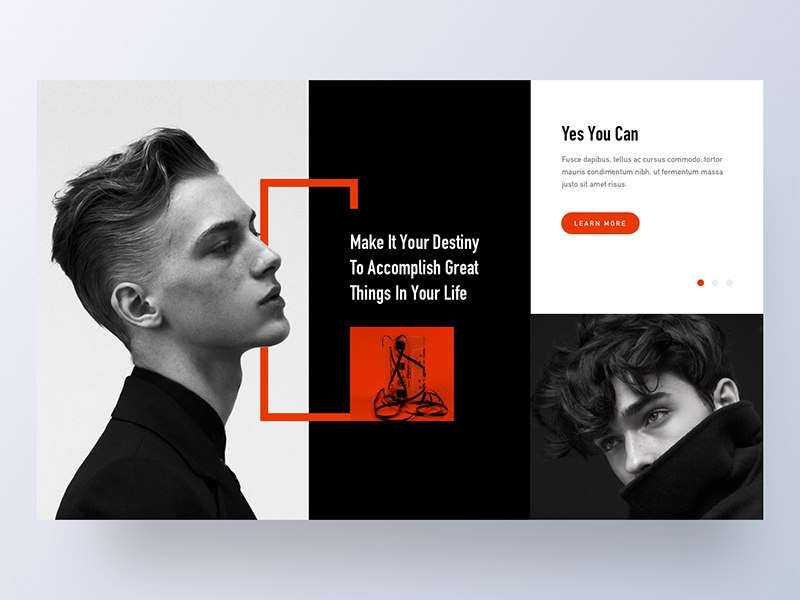 Make It Your Destiny
To Accomplish Great
Things In Your Life
Yes You Can
Fusce dapibus, tellus ac cursus commodo, tortor
mauris condimentum nibh, ut fermentum massa
justo sit amet risus.
LEARN MORE